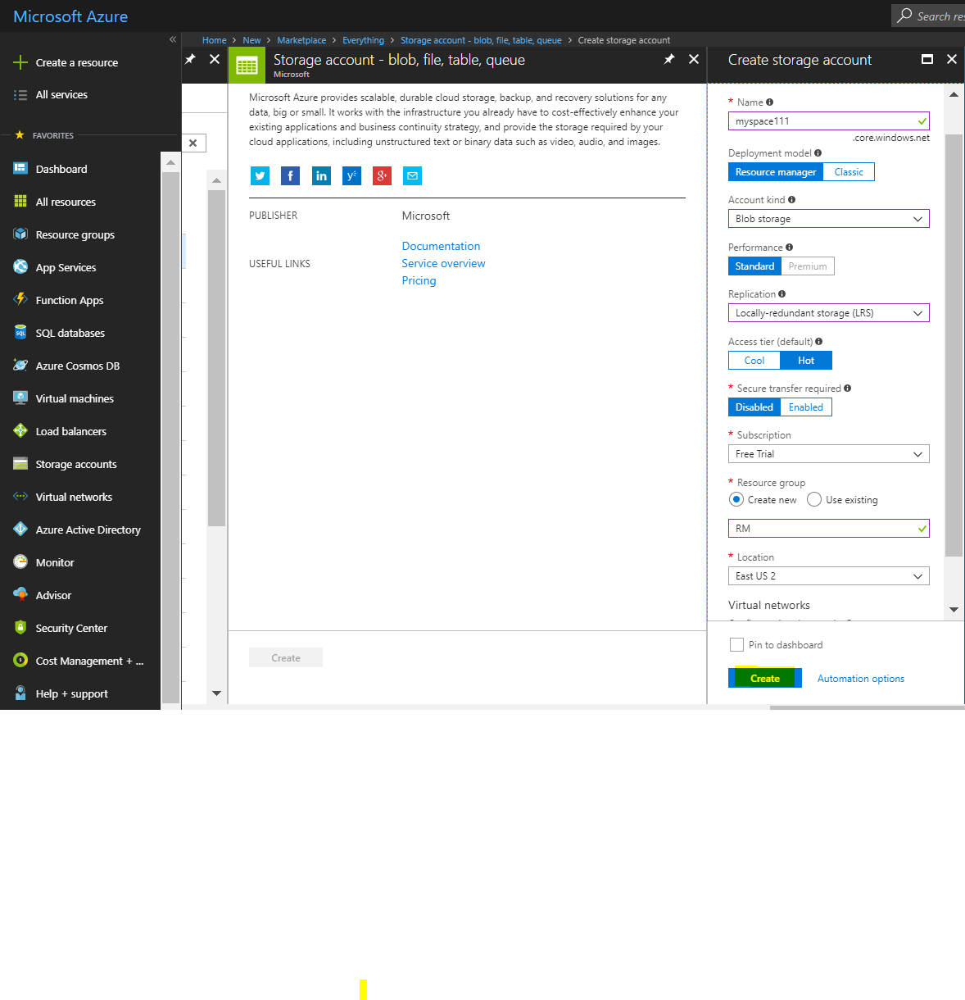 Microsoft Azure
Search res
Home > New > Marketplace > Everything > Storage account - blob, file, table, queue > Create storage account
Create a resource
All services
FAVORITES
Dashboard
All resources
Resource groups
App Services
Function Apps
SQL databases
Azure Cosmos DB
Virtual machines
Load balancers
Storage accounts
Virtual networks
Azure Active Directory
Monitor
Advisor
Security Center
Cost Management + ...
Help + support
Storage account - blob, file, table, queue
Microsoft
Microsoft Azure provides scalable, durable cloud storage, backup, and recovery solutions for any
data, big or small. It works with the infrastructure you already have to cost-effectively enhance your
existing applications and business continuity strategy, and provide the storage required by your
cloud applications, including unstructured text or binary data such as video, audio, and images.
PUBLISHER Microsoft
USEFUL LINKS
Documentation
Service overview
Pricing
Create
Create storage account
* Name
myspace111
.core.windows.net
Deployment model
Resource manager Classic
Account kind
Blob storage
Performance
Standard Premium
Replication
Locally-redundant storage (LRS)
Access tier (default)
Cool Hot
* Secure transfer required
Disabled Enabled
* Subscription
Free Trial
* Resource group
Create new Use existing
RM
* Location
East US 2
Virtual networks
Pin to dashboard
Create Automation options